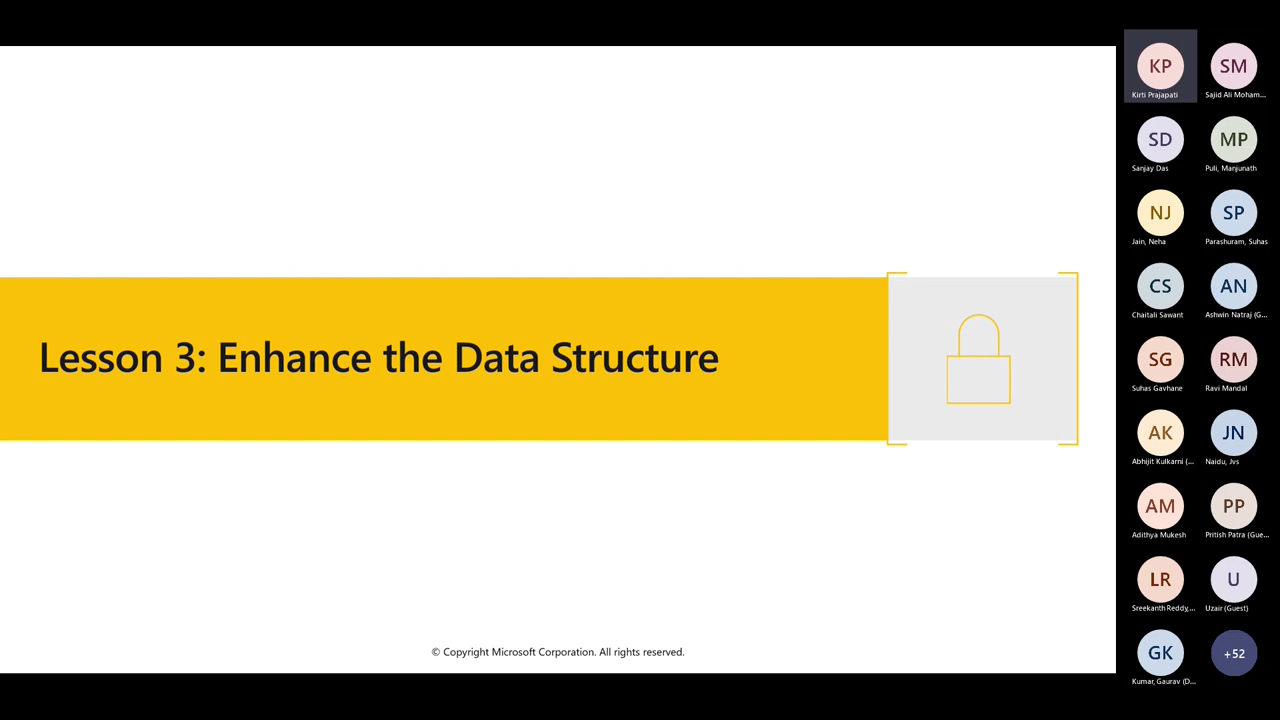 Lesson 3: Enhance the Data Structure
© Copyright Microsoft Corporation. All rights reserved.
KP SM
Kirti Prajapati Sajid Ali Moham...
SD MP
Sanjay Das Puli, Manjunath
NJ SP
Jain, Neha Parashuram, Suhas
CS AN
Chaitali Sawant Ashwin Natraj (G...
SG RM
Suhas Gavhane Ravi Mandal
AK JN
Abhijit Kulkarni (... Naidu, Jvs
AM PP
Adithya Mukesh Pritish Patra (Gue...
LR U
Sreekanth Reddy,... Uzair (Guest)
GK +52
Kumar, Gaurav (D...